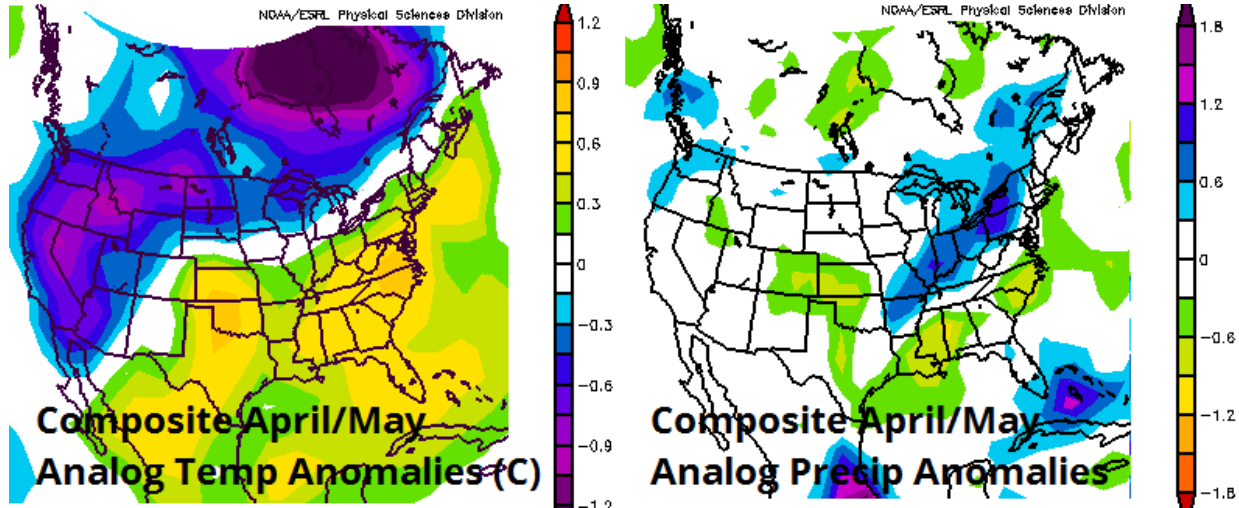 NOAA/ESRL Physical Sciences Division
1.2
0.9
0.6
0.3
0
-0.3
-0.6
-0.9
-1.2
Composite April/May
Analog Temp Anomalies (C)
NOAA/ESRL Physical Sciences Division
1.8
1.2
0.6
0
-0.6
-1.2
-1.8
Composite April/May
Analog Precip Anomalies